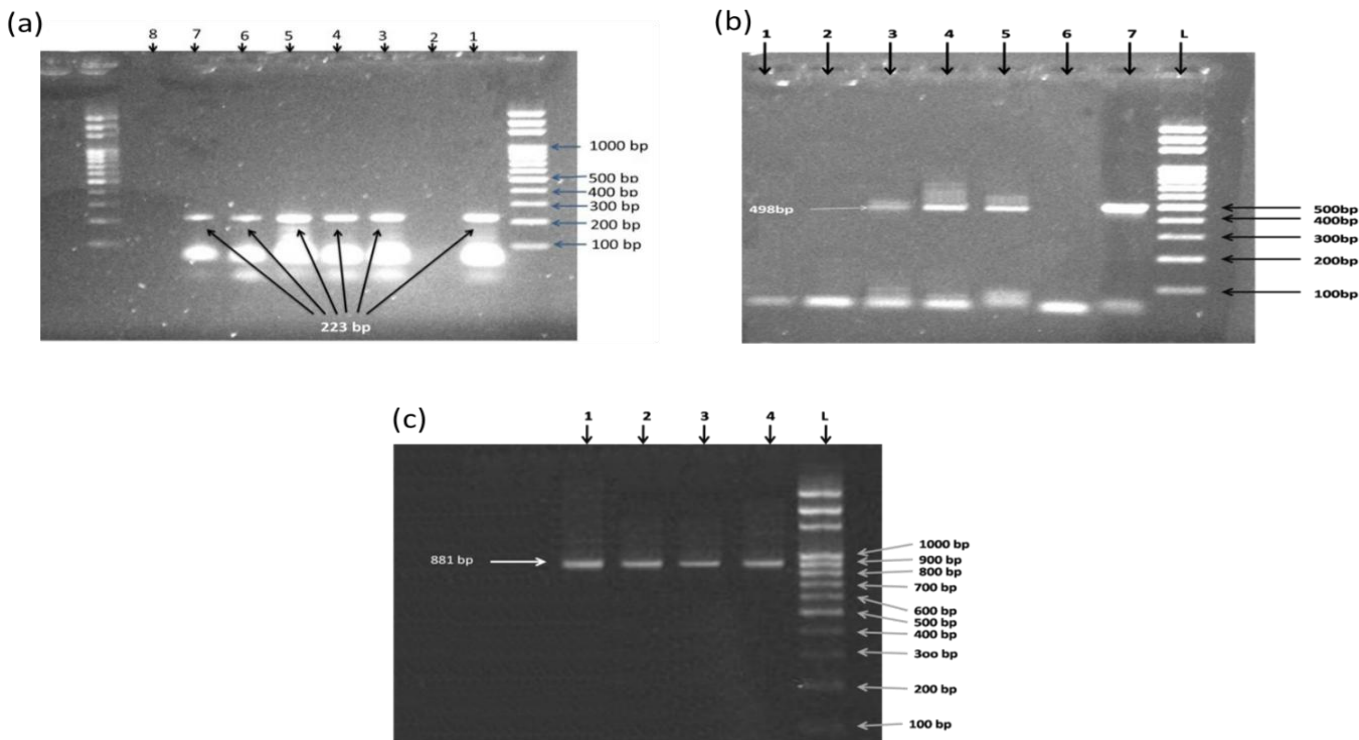 (a)
8 7 6 5 4 3 2 1
1000 bp
500 bp
400 bp
300 bp
200 bp
100 bp
223 bp
(b)
1 2 3 4 5 6 7 L
498bp
500bp
400bp
300bp
200bp
100bp
(c)
1 2 3 4 L
881 bp
1000 bp
900 bp
800 bp
700 bp
600 bp
500 bp
400 bp
3oo bp
200 bp
100 bp